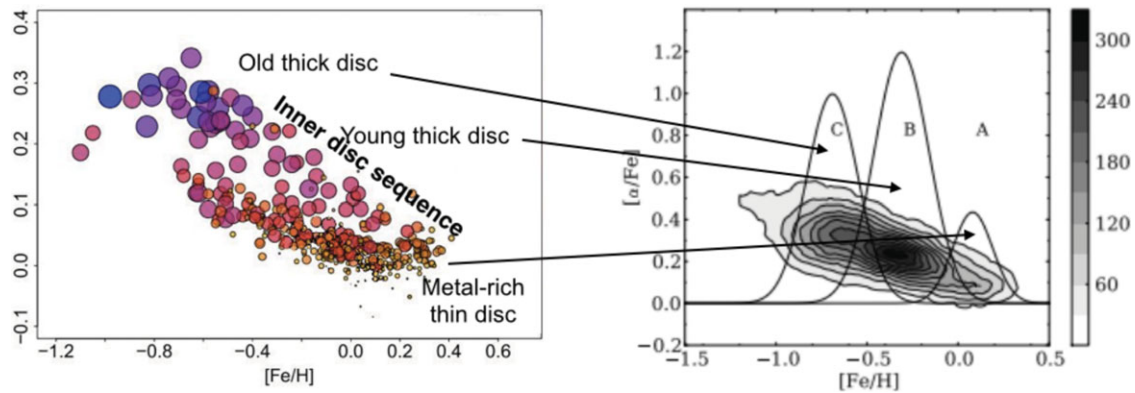 0.4
0.3
0.2
0.1
0.0
−0.1
−1.2
−0.8
−0.4
0.0
0.2
0.4
0.6
[Fe/H]
Old thick disc
Inner disc sequence
Young thick disc
Metal-rich
thin disc
[α/Fe]
1.2
1.0
0.8
0.6
0.4
0.2
0.0
−0.2
C
B
A
−1.5
−1.0
−0.5
0.0
0.5
[Fe/H]
300
240
180
120
60